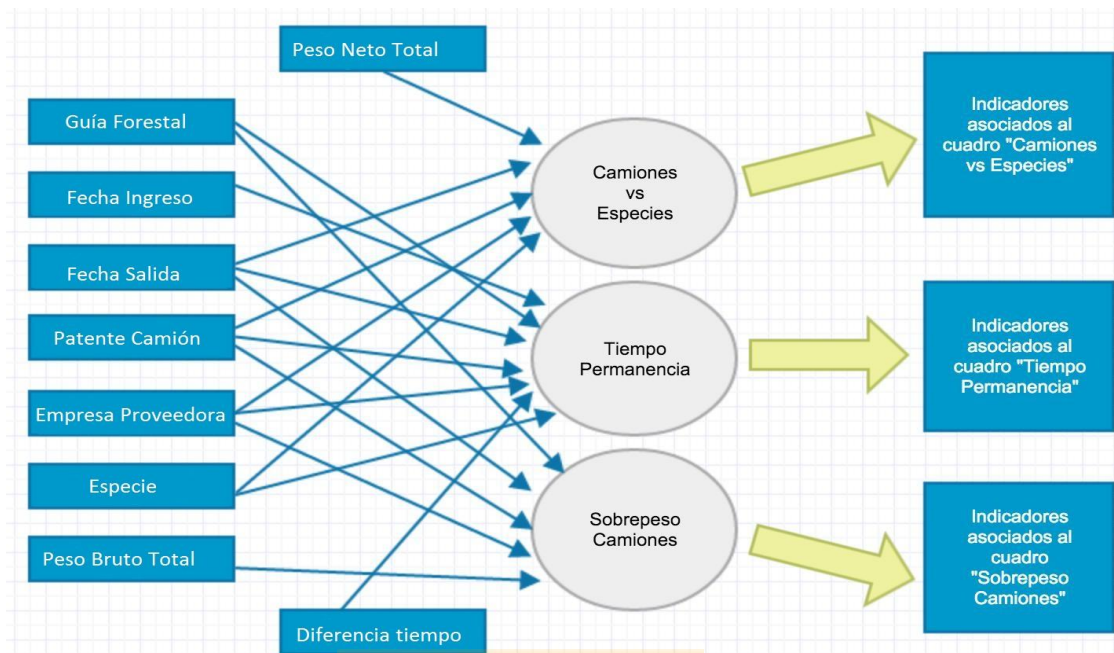 Peso Neto Total
Guía Forestal
Fecha Ingreso
Fecha Salida
Patente Camión
Empresa Proveedora
Especie
Peso Bruto Total
Diferencia tiempo
Camiones
vs
Especies
Tiempo
Permanencia
Sobrepeso
Camiones
Indicadores
asociados al
cuadro "Camiones
vs Especies"
Indicadores
asociados al
cuadro "Tiempo
Permanencia"
Indicadores
asociados al
cuadro
"Sobrepeso
Camiones"